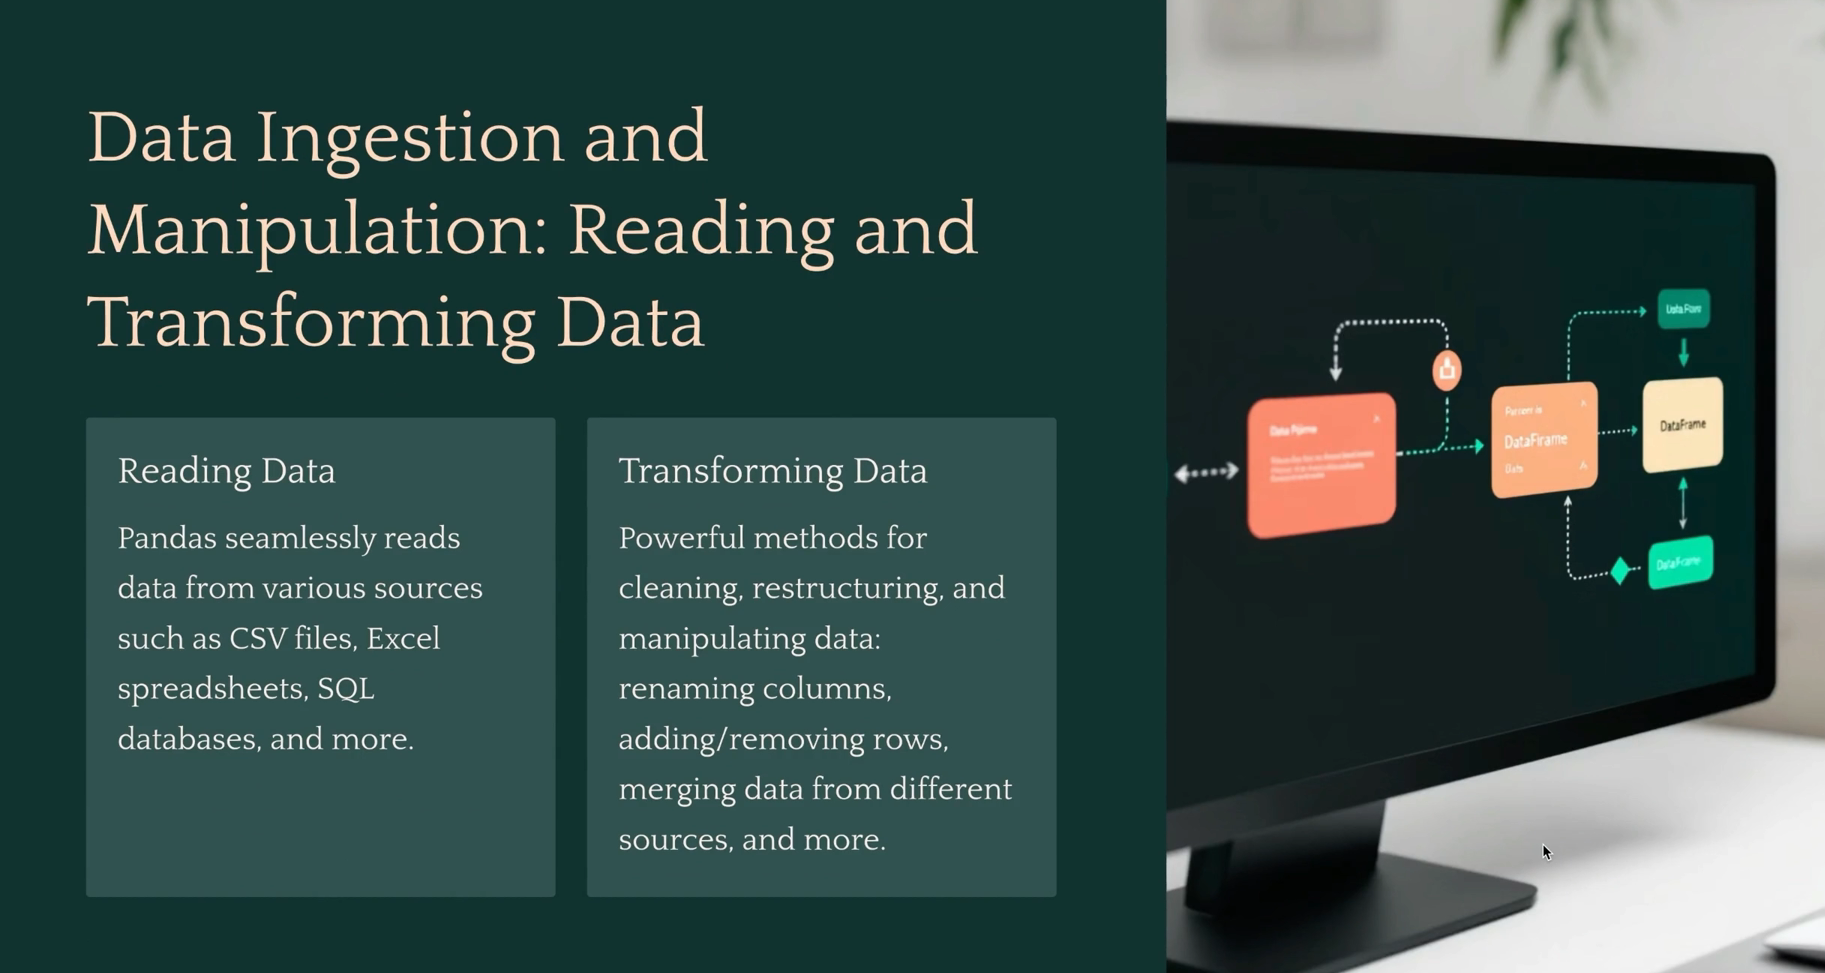 Data Ingestion and
Manipulation: Reading and
Transforming Data
Reading Data
Pandas seamlessly reads
data from various sources
such as CSV files, Excel
spreadsheets, SQL
databases, and more.
Transforming Data
Powerful methods for
cleaning, restructuring, and
manipulating data:
renaming columns,
adding/removing rows,
merging data from different
sources, and more.
DataFirame
DataFrame
DataFrame